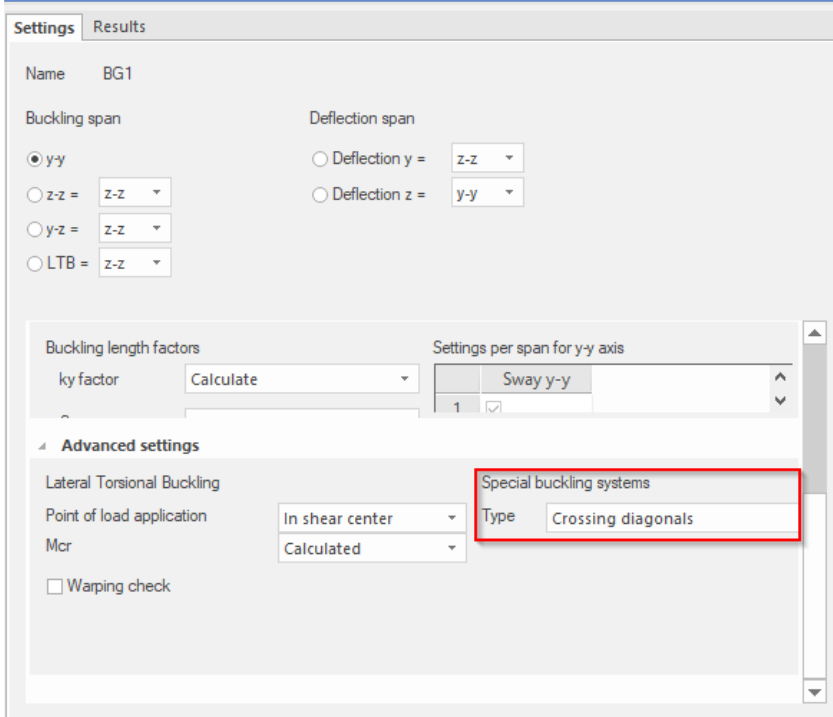 Settings Results
Name BG1
Buckling span Deflection span
y-y Deflection y = z-z
z-z = z-z Deflection z = y-y
y-z = z-z
LTB = z-z
Buckling length factors Settings per span for y-y axis
ky factor Calculate Sway y-y
1
Advanced settings
Lateral Torsional Buckling Special buckling systems
Point of load application In shear center Type Crossing diagonals
Mcr Calculated
Warping check